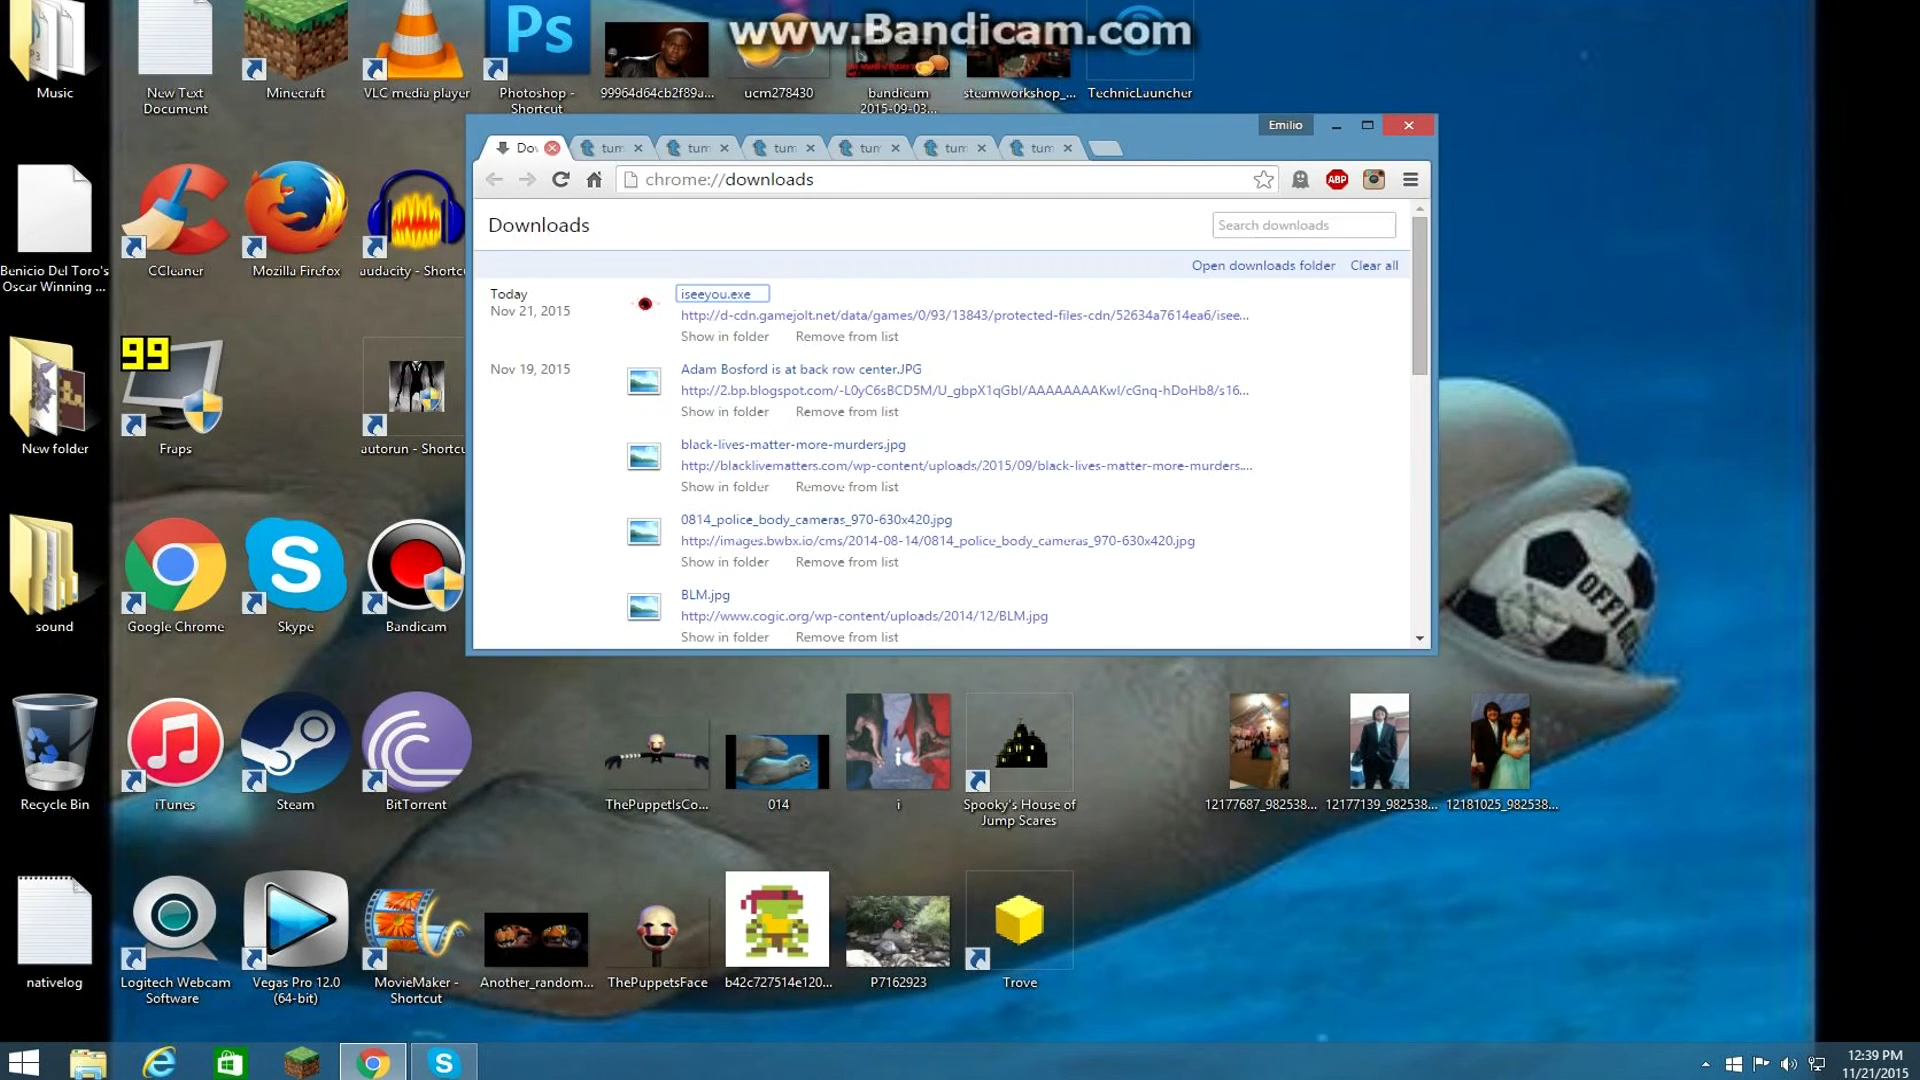 www.Bandicam.com
Ps
Music
New Text
Document
Minecraft
VLC media player
Photoshop -
Shortcut
99964d64cb2f89a...
ucm278430
bandicam
2015-09-03...
steamworkshop_...
TechnicLauncher
Emilio
Dov
tum
tum
tum
tum
tum
tum
chrome://downloads
ABP
Downloads
Search downloads
Open downloads folder
Clear all
Today
Nov 21, 2015
iseeyou.exe
http://d-cdn.gamejolt.net/data/games/0/93/13843/protected-files-cdn/52634a7614ea6/isee...
Show in folder
Remove from list
Nov 19, 2015
Adam Bosford is at back row center.JPG
http://2.bp.blogspot.com/-L0yC6sBCD5M/U_gbpX1qGbI/AAAAAAAAKwI/cGnq-hDoHb8/s16...
Show in folder
Remove from list
black-lives-matter-more-murders.jpg
http://blacklivematters.com/wp-content/uploads/2015/09/black-lives-matter-more-murders....
Show in folder
Remove from list
0814_police_body_cameras_970-630x420.jpg
http://images.bwbx.io/cms/2014-08-14/0814_police_body_cameras_970-630x420.jpg
Show in folder
Remove from list
BLM.jpg
http://www.cogic.org/wp-content/uploads/2014/12/BLM.jpg
Show in folder
Remove from list
Benicio Del Toro's
Oscar Winning ...
CCleaner
Mozilla Firefox
audacity - Shortcu
99
New folder
Fraps
autorun - Shortcu
sound
Google Chrome
Skype
Bandicam
Recycle Bin
iTunes
Steam
BitTorrent
ThePuppetIsCo...
014
i
Spooky's House of
Jump Scares
12177687_982538...
12177139_982538...
12181025_982538...
nativelog
Logitech Webcam
Software
Vegas Pro 12.0
(64-bit)
MovieMaker -
Shortcut
Another_random...
ThePuppetsFace
b42c727514e120...
P7162923
Trove
12:39 PM
11/21/2015